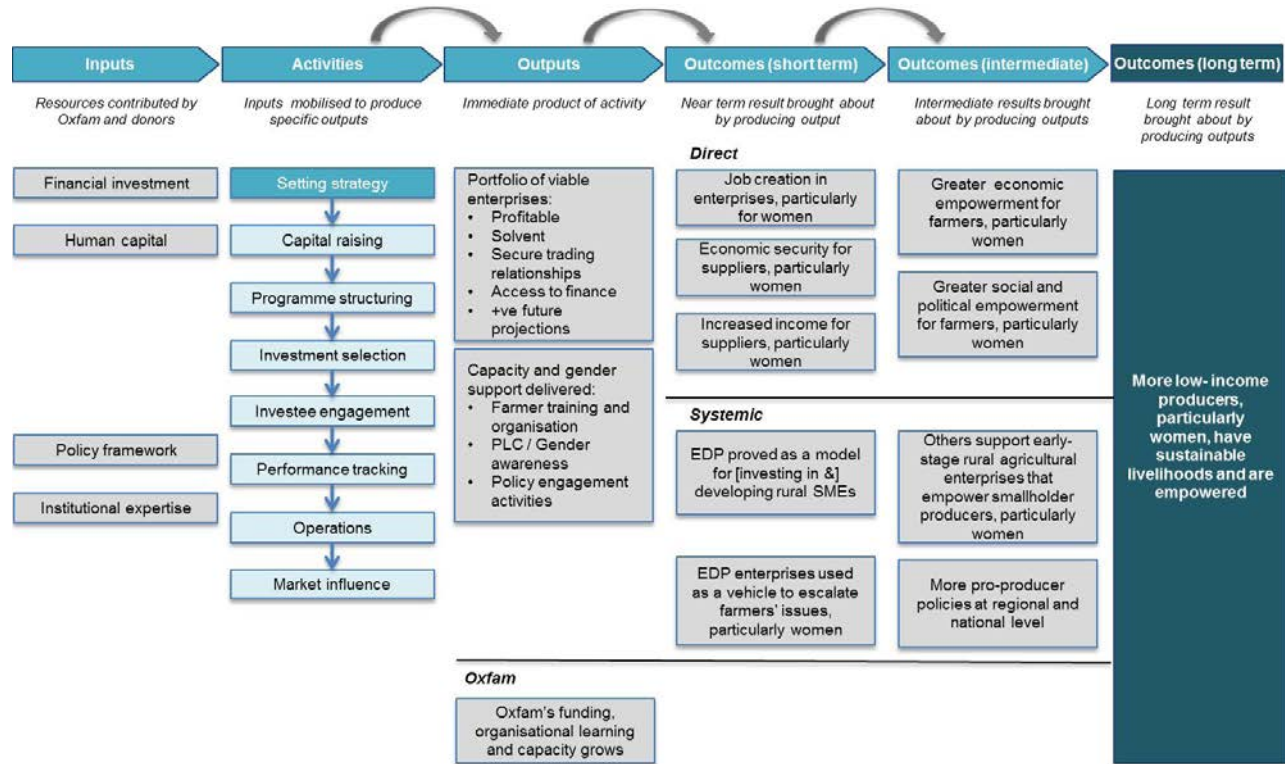 Inputs
Activities
Outputs
Outcomes (short term)
Outcomes (intermediate)
Outcomes (long term)
Resources contributed by
Oxfam and donors
Inputs mobilised to produce
specific outputs
Immediate product of activity
Near term result brought about
by producing output
Intermediate results brought
about by producing outputs
Long term result
brought about by
producing outputs
Financial investment
Human capital
Policy framework
Institutional expertise
Setting strategy
Capital raising
Programme structuring
Investment selection
Investee engagement
Performance tracking
Operations
Market influence
Portfolio of viable
enterprises:
• Profitable
• Solvent
• Secure trading
relationships
• Access to finance
• +ve future
projections
Capacity and gender
support delivered:
• Farmer training and
organisation
• PLC / Gender
awareness
• Policy engagement
activities
Direct
Job creation in
enterprises, particularly
for women
Economic security for
suppliers, particularly
women
Increased income for
suppliers, particularly
women
Greater economic
empowerment for
farmers, particularly
women
Greater social and
political empowerment
for farmers, particularly
women
Systemic
EDP proved as a model
for [investing in &]
developing rural SMEs
EDP enterprises used
as a vehicle to escalate
farmers' issues,
particularly women
Others support early-
stage rural agricultural
enterprises that
empower smallholder
producers, particularly
women
More pro-producer
policies at regional and
national level
Oxfam
Oxfam's funding,
organisational learning
and capacity grows
More low- income
producers,
particularly
women, have
sustainable
livelihoods and are
empowered